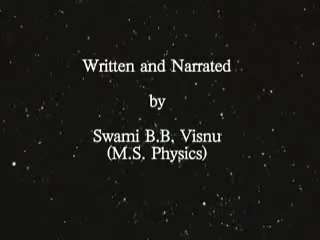 Written and Narrated
by
Swami B.B. Visnu
(M.S. Physics)